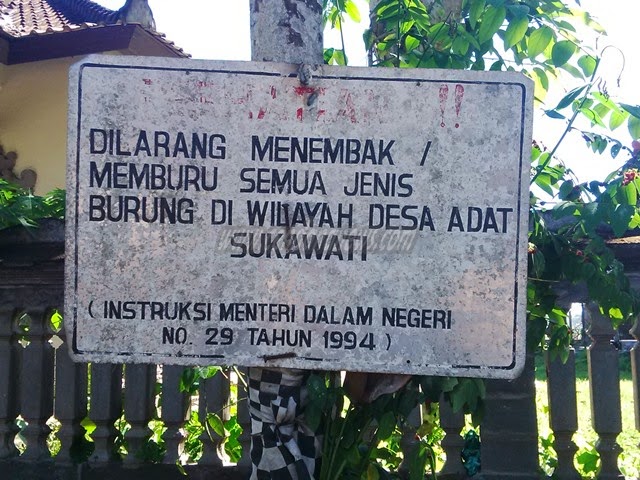 PERHATIAN !!
DILARANG MENEMBAK /
MEMBURU SEMUA JENIS
BURUNG DI WILAYAH DESA ADAT
SUKAWATI
( INSTRUKSI MENTERI DALAM NEGERI
NO. 29 TAHUN 1994 )